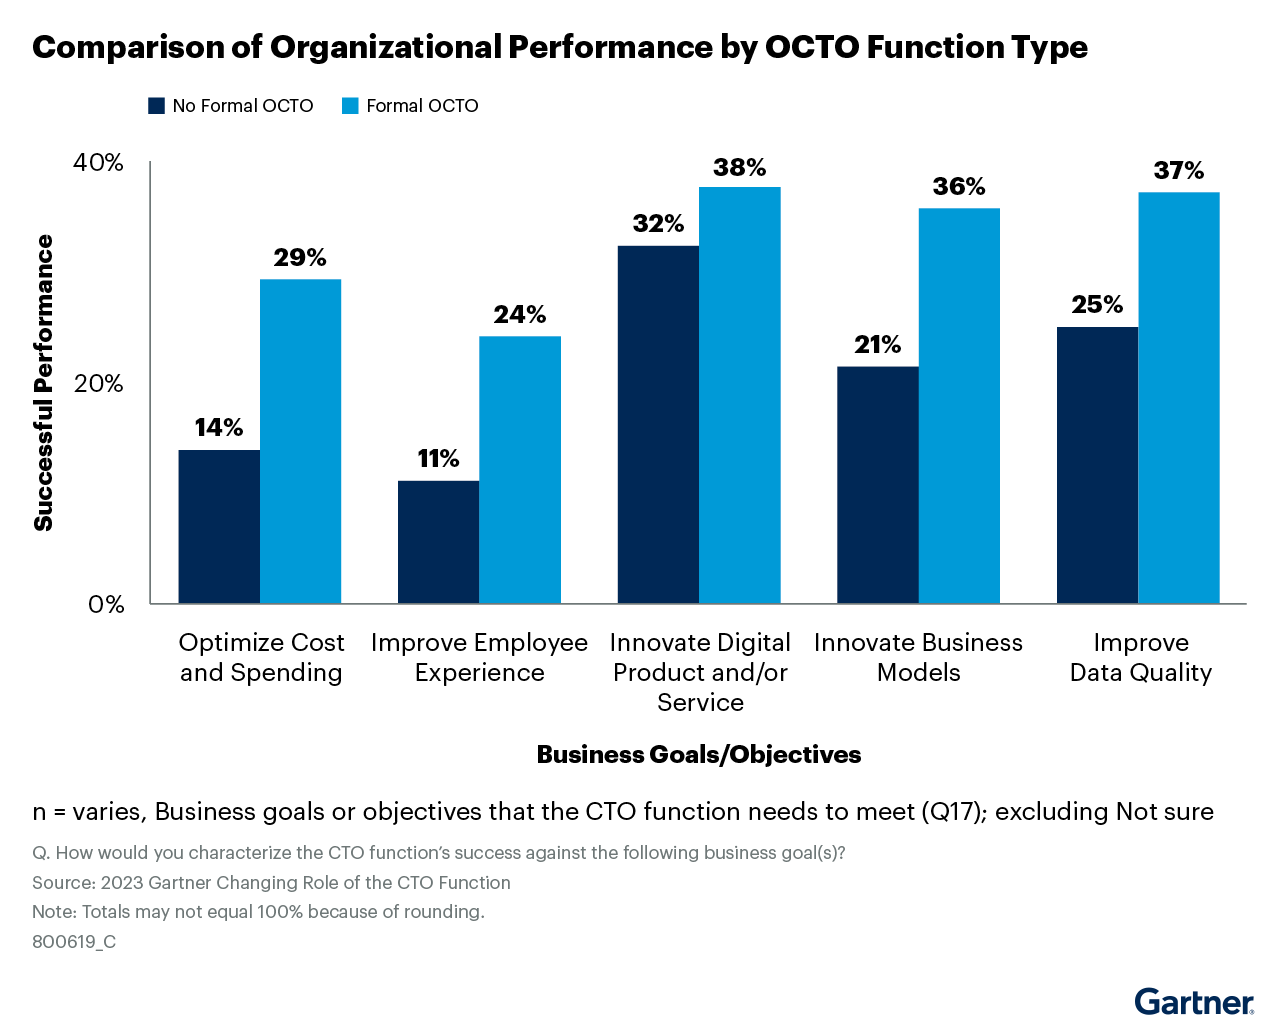 Comparison of Organizational Performance by OCTO Function Type
No Formal OCTO
Formal OCTO
Successful Performance
40%
20%
0%
14%
29%
11%
24%
32%
38%
21%
36%
25%
37%
Optimize Cost
and Spending
Improve Employee
Experience
Innovate Digital
Product and/or
Service
Innovate Business
Models
Improve
Data Quality
Business Goals/Objectives
n = varies, Business goals or objectives that the CTO function needs to meet (Q17); excluding Not sure
Q. How would you characterize the CTO function’s success against the following business goal(s)?
Source: 2023 Gartner Changing Role of the CTO Function
Note: Totals may not equal 100% because of rounding.
800619_C
Gartner®